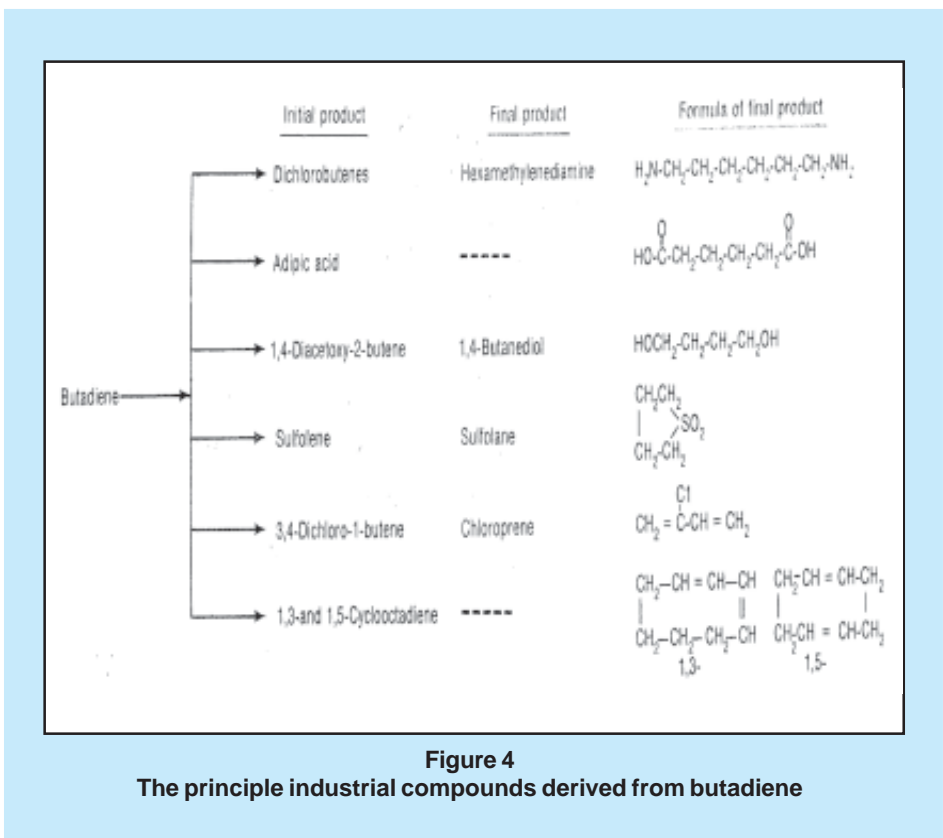 Initial product Final product Formula of final product
Dichlorobutenes Hexamethylenediamine H₂N-CH₂-CH₂-CH₂-CH₂-CH₂-CH₂-NH₂
O O
Adipic acid ----- HO-C-CH₂-CH₂-CH₂-CH₂-C-OH
1,4-Diacetoxy-2-butene 1,4-Butanediol HOCH₂-CH₂-CH₂-CH₂OH
Butadiene
CH₂CH₂
Sulfolene Sulfolane SO₂
CH₂-CH₂
C1
3,4-Dichloro-1-butene Chloroprene CH₂ = C-CH = CH₂
CH₂—CH = CH—CH CH₂-CH = CH-CH₂
1,3-and 1,5-Cyclooctadiene -----
CH₂—CH₂—CH₂—CH CH₂CH = CH-CH₂
1,3- 1,5-
Figure 4
The principle industrial compounds derived from butadiene